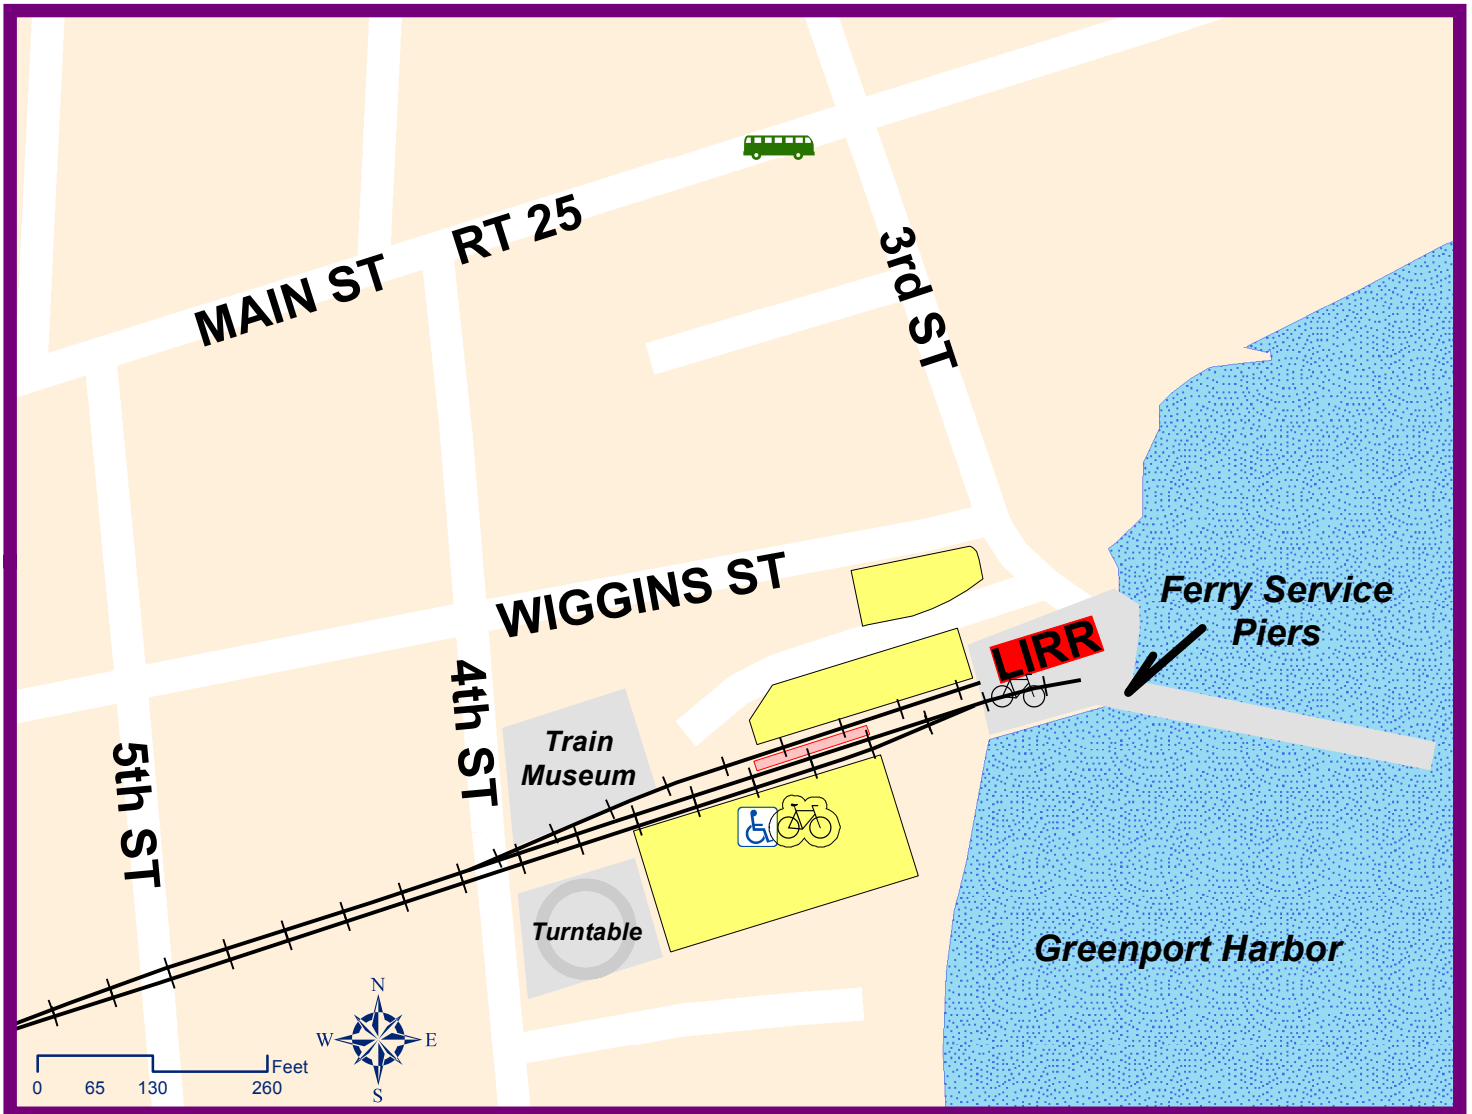 RT 25
MAIN ST
3rd ST
WIGGINS ST
Ferry Service
Piers
LIRR
4th ST
Train
Museum
5th ST
Turntable
Greenport Harbor
N
W
E
S
Feet
0
65
130
260